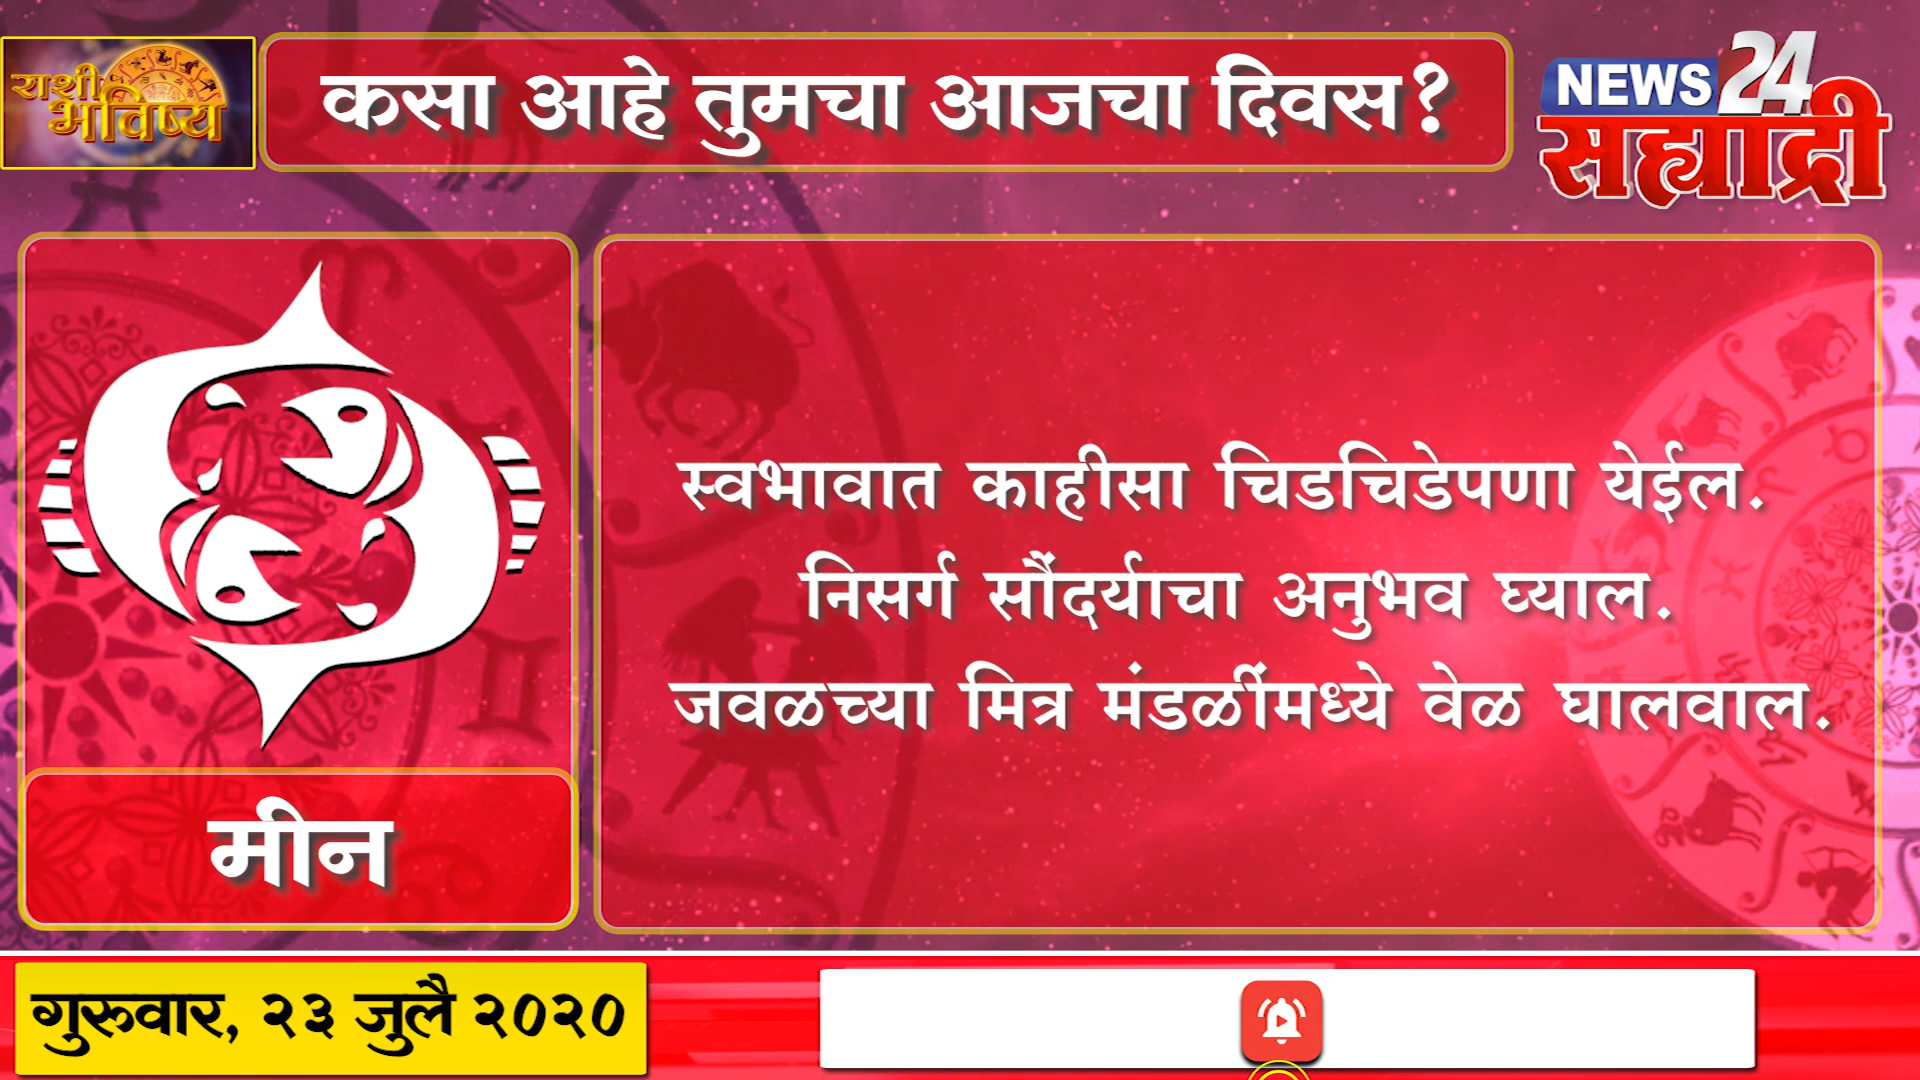 राशी
भविष्य
कसा आहे तुमचा आजचा दिवस?
NEWS 24
सह्याद्री
स्वभावात काहीसा चिडचिडेपणा येईल.
निसर्ग सौंदर्याचा अनुभव घ्याल.
जवळच्या मित्र मंडळींमध्ये वेळ घालवाल.
मीन
गुरूवार, २३ जुलै २०२०